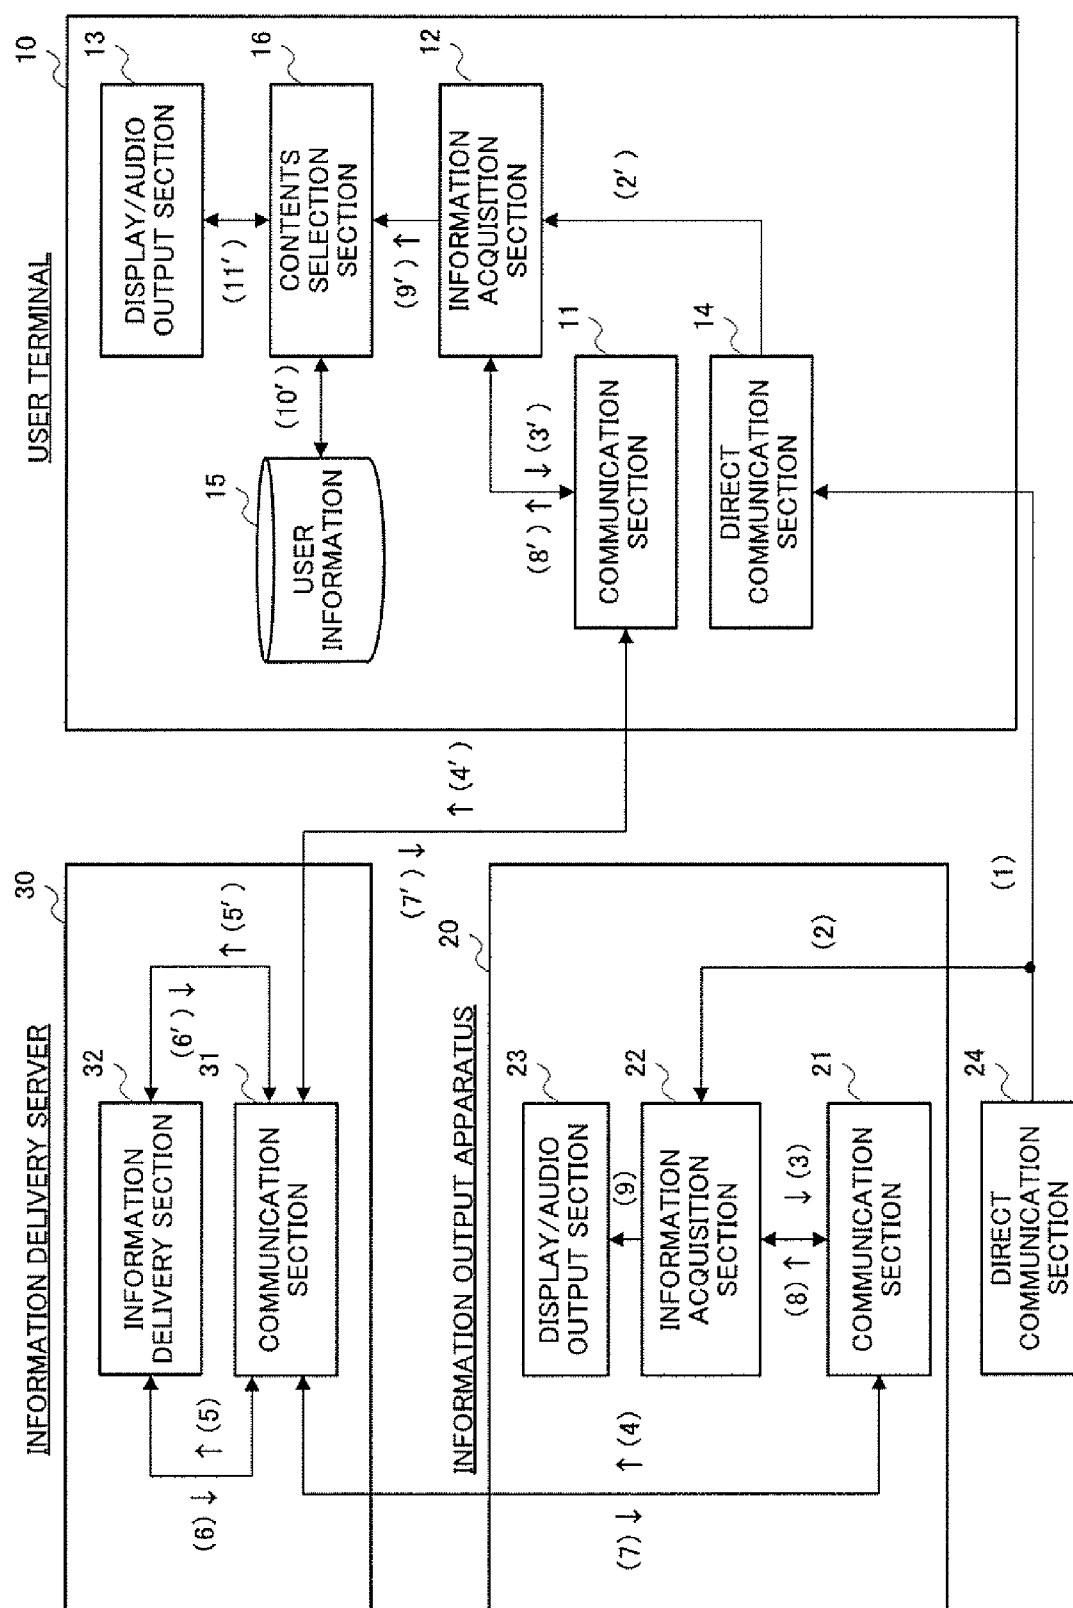 INFORMATION DELIVERY SERVER
30
INFORMATION
DELIVERY SECTION
32
(6) ↓
↑ (5)
(6') ↓
↑ (5')
COMMUNICATION
SECTION
31
(7) ↓
↑ (4)
(7') ↓
↑ (4')
INFORMATION OUTPUT APPARATUS
20
DISPLAY/AUDIO
OUTPUT SECTION
23
(9)
INFORMATION
ACQUISITION
SECTION
22
(2)
(8) ↑
↓ (3)
COMMUNICATION
SECTION
21
DIRECT
COMMUNICATION
SECTION
24
(1)
USER TERMINAL
10
DISPLAY/AUDIO
OUTPUT SECTION
13
(11')
USER
INFORMATION
15
(10')
CONTENTS
SELECTION
SECTION
16
(9') ↑
INFORMATION
ACQUISITION
SECTION
12
(8') ↑ ↓ (3')
(2')
COMMUNICATION
SECTION
11
DIRECT
COMMUNICATION
SECTION
14